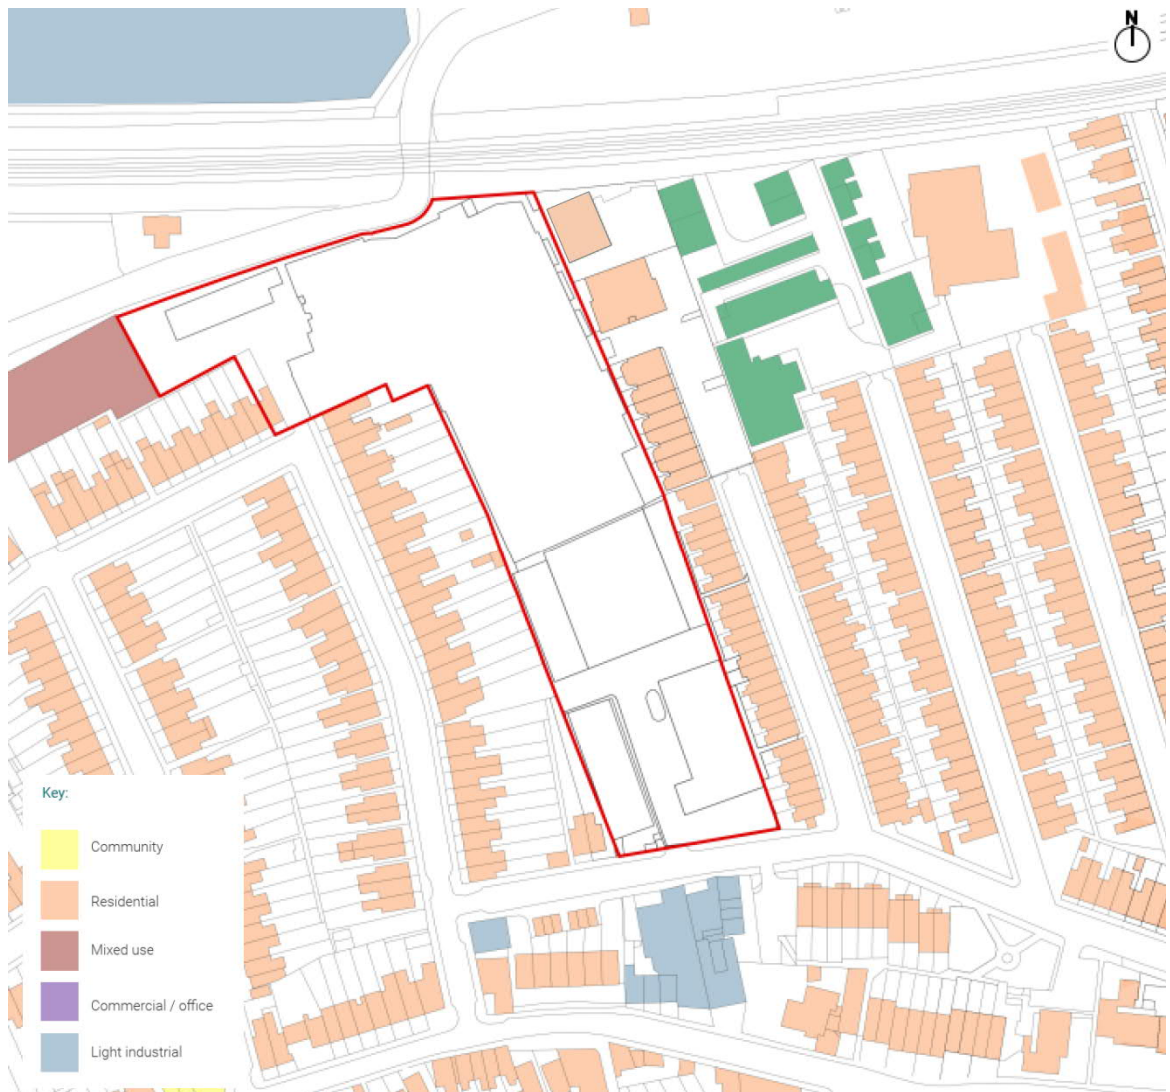 N
Key:
Community
Residential
Mixed use
Commercial / office
Light industrial